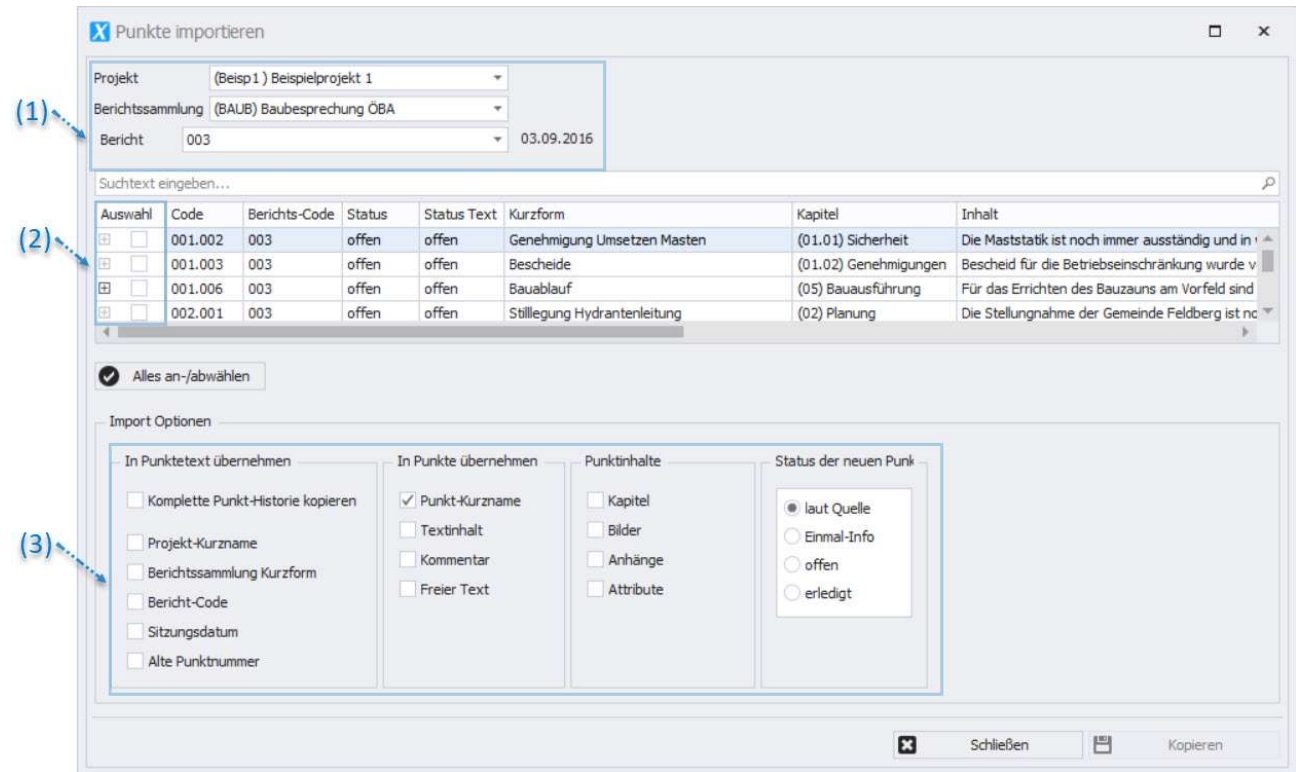 Punkte importieren
(1)
Projekt (Beisp1 ) Beispielprojekt 1
Berichtssammlung (BAUB) Baubesprechung ÖBA
Bericht 003 03.09.2016
Suchtext eingeben...
Auswahl Code Berichts-Code Status Status Text Kurzform Kapitel Inhalt
(2)
001.002 003 offen offen Genehmigung Umsetzen Masten (01.01) Sicherheit Die Maststatik ist noch immer ausständig und in
001.003 003 offen offen Bescheide (01.02) Genehmigungen Bescheid für die Betriebseinschränkung wurde v
001.006 003 offen offen Bauablauf (05) Bauausführung Für das Errichten des Bauzauns am Vorfeld sind
002.001 003 offen offen Stilllegung Hydrantenleitung (02) Planung Die Stellungnahme der Gemeinde Feldberg ist no
Alles an-/abwählen
Import Optionen
(3)
In Punktetext übernehmen
Komplette Punkt-Historie kopieren
Projekt-Kurzname
Berichtssammlung Kurzform
Bericht-Code
Sitzungsdatum
Alte Punktnummer
In Punkte übernehmen
Punkt-Kurzname
Textinhalt
Kommentar
Freier Text
Punktinhalte
Kapitel
Bilder
Anhänge
Attribute
Status der neuen Punk
laut Quelle
Einmal-Info
offen
erledigt
Schließen
Kopieren